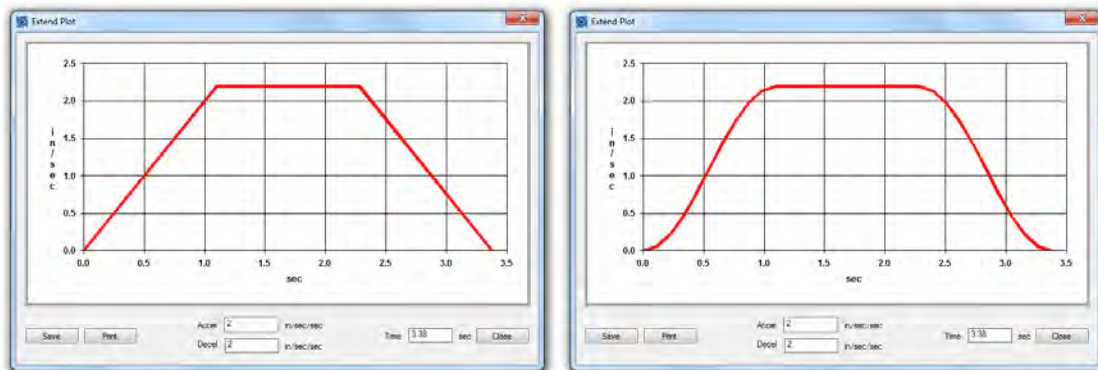 Extend Plot
2.5
2.0
1.5
1.0
0.5
0.0
in/sec
0.0 0.5 1.0 1.5 2.0 2.5 3.0 3.5
sec
Save Print Accel 2 in/sec/sec Time 3.38 sec Close
Decel 2 in/sec/sec
Extend Plot
2.5
2.0
1.5
1.0
0.5
0.0
in/sec
0.0 0.5 1.0 1.5 2.0 2.5 3.0 3.5
sec
Save Print Accel 2 in/sec/sec Time 3.38 sec Close
Decel 2 in/sec/sec